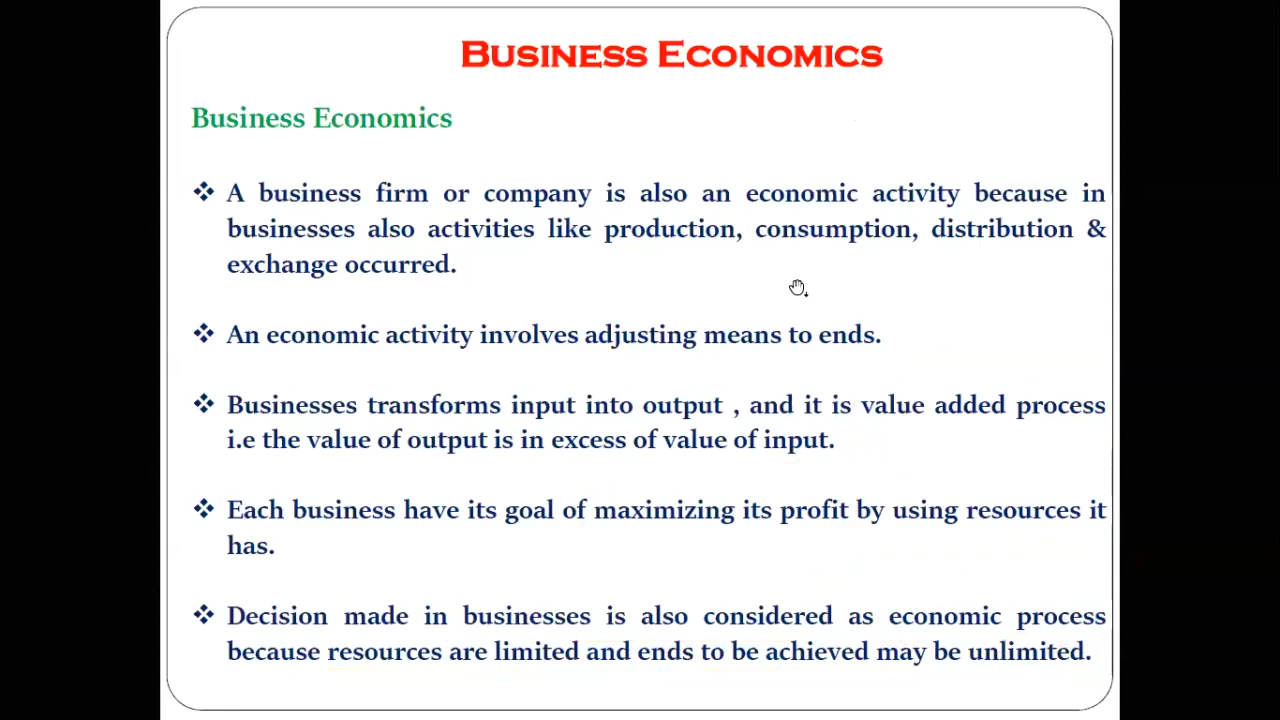 BUSINESS ECONOMICS
Business Economics
❖ A business firm or company is also an economic activity because in
businesses also activities like production, consumption, distribution &
exchange occurred.
❖ An economic activity involves adjusting means to ends.
❖ Businesses transforms input into output , and it is value added process
i.e the value of output is in excess of value of input.
❖ Each business have its goal of maximizing its profit by using resources it
has.
❖ Decision made in businesses is also considered as economic process
because resources are limited and ends to be achieved may be unlimited.